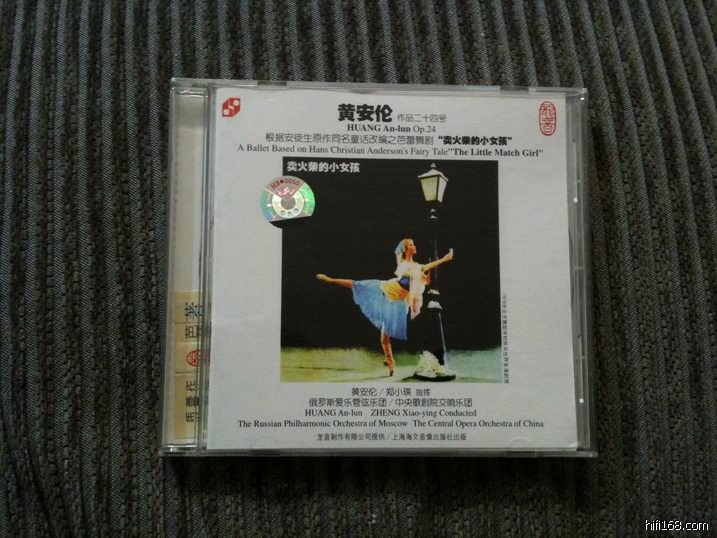 黄安伦 作品二十四号
HUANG An-lun Op.24
根据安徒生原作同名童话改编之芭蕾舞剧“卖火柴的小女孩”
A Ballet Based on Hans Christian Anderson's Fairy Tale"The Little Match Girl"
卖火柴的小女孩
黄安伦／郑小瑛 指挥
俄罗斯爱乐管弦乐团／中央歌剧院交响乐团
HUANG An-lun ZHENG Xiao-ying Conducted
The Russian Philharmonic Orchestra of Moscow The Central Opera Orchestra of China
龙音制作有限公司提供／上海海文音像出版社出版
hifi168.com